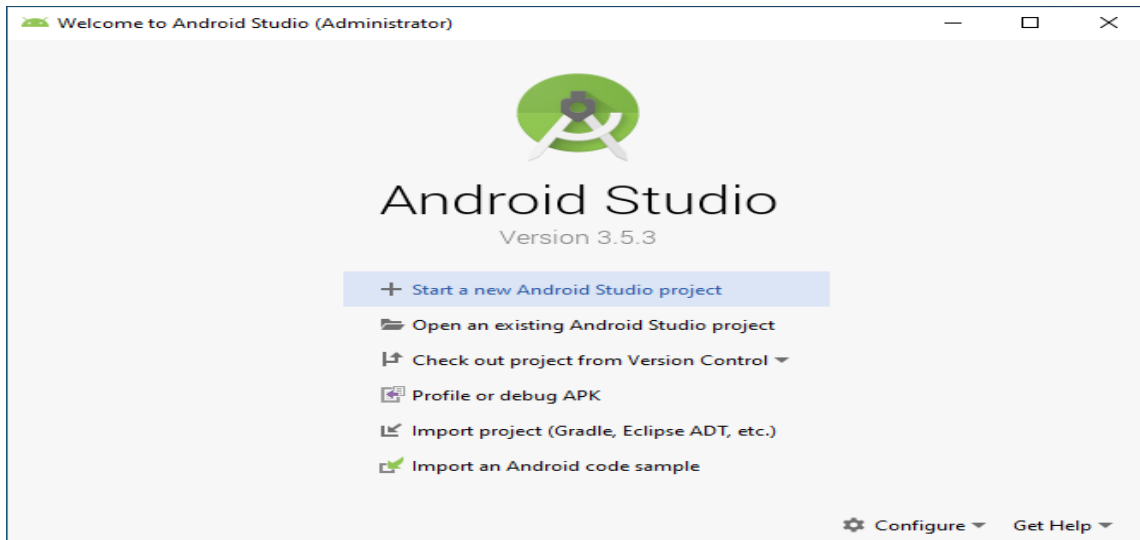 Welcome to Android Studio (Administrator)
Android Studio
Version 3.5.3
Start a new Android Studio project
Open an existing Android Studio project
Check out project from Version Control
Profile or debug APK
Import project (Gradle, Eclipse ADT, etc.)
Import an Android code sample
Configure Get Help